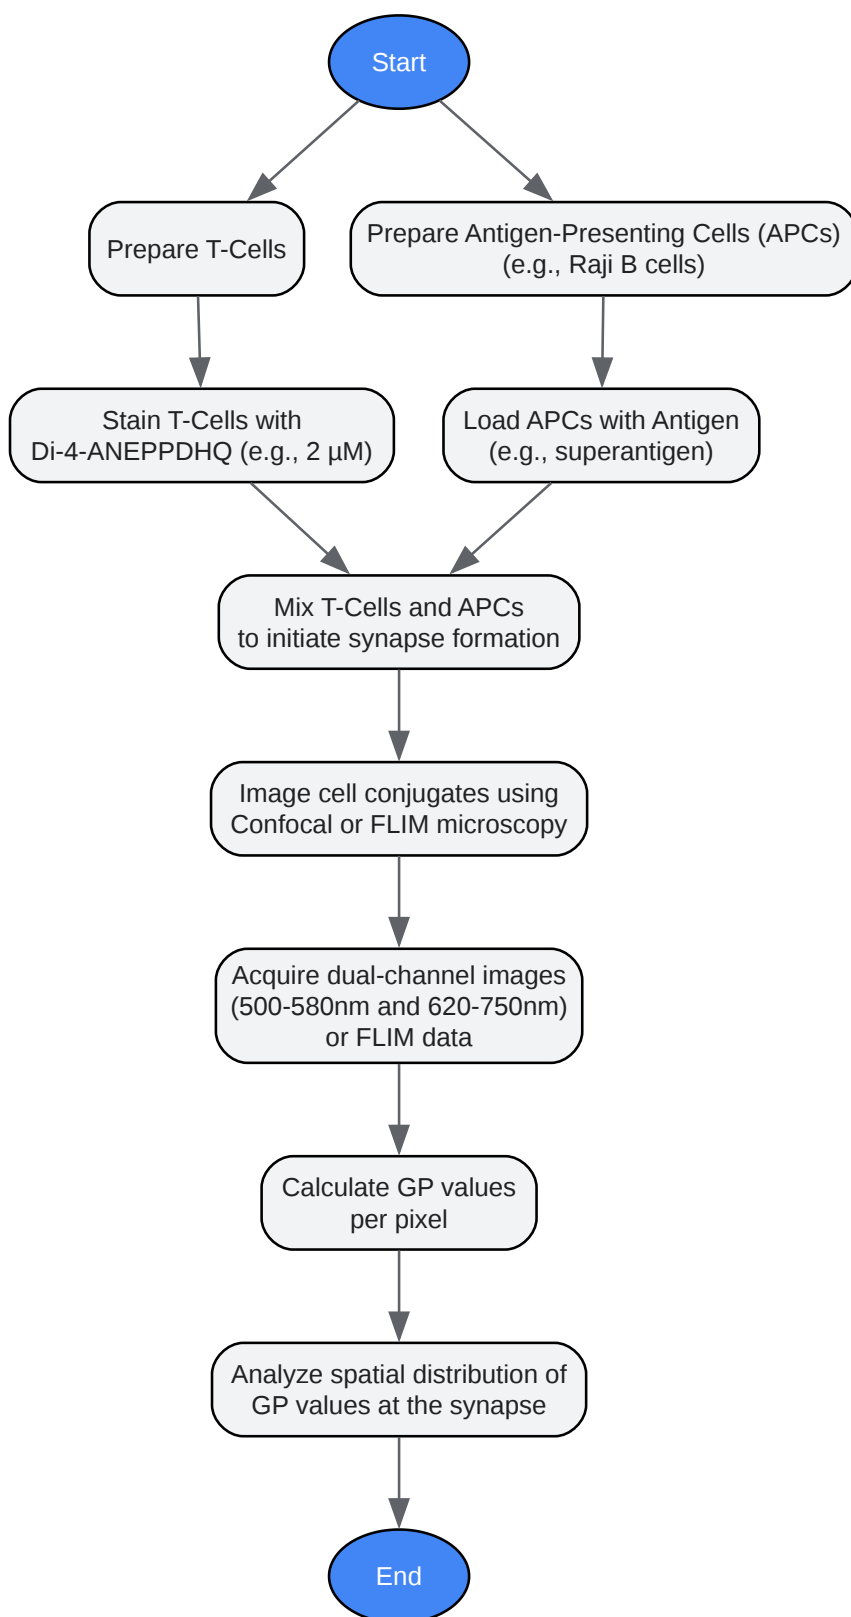 Start
Prepare T-Cells
Prepare Antigen-Presenting Cells (APCs)
(e.g., Raji B cells)
Stain T-Cells with
Di-4-ANEPPDHQ (e.g., 2 µM)
Load APCs with Antigen
(e.g., superantigen)
Mix T-Cells and APCs
to initiate synapse formation
Image cell conjugates using
Confocal or FLIM microscopy
Acquire dual-channel images
(500-580nm and 620-750nm)
or FLIM data
Calculate GP values
per pixel
Analyze spatial distribution of
GP values at the synapse
End